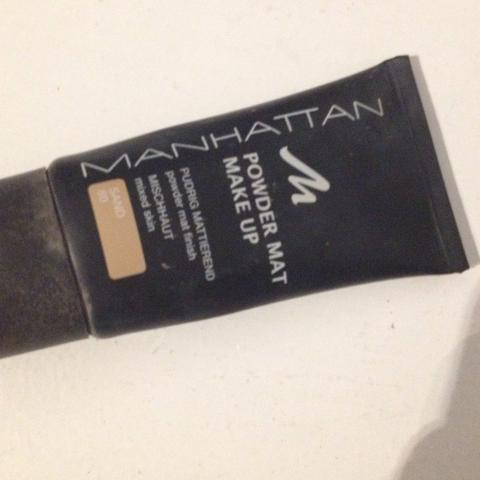 MANHATTAN
POWDER MAT
MAKE UP
PUDRIG MATTIEREND
powder mat finish
MISCHHAUT
mixed skin
SAND